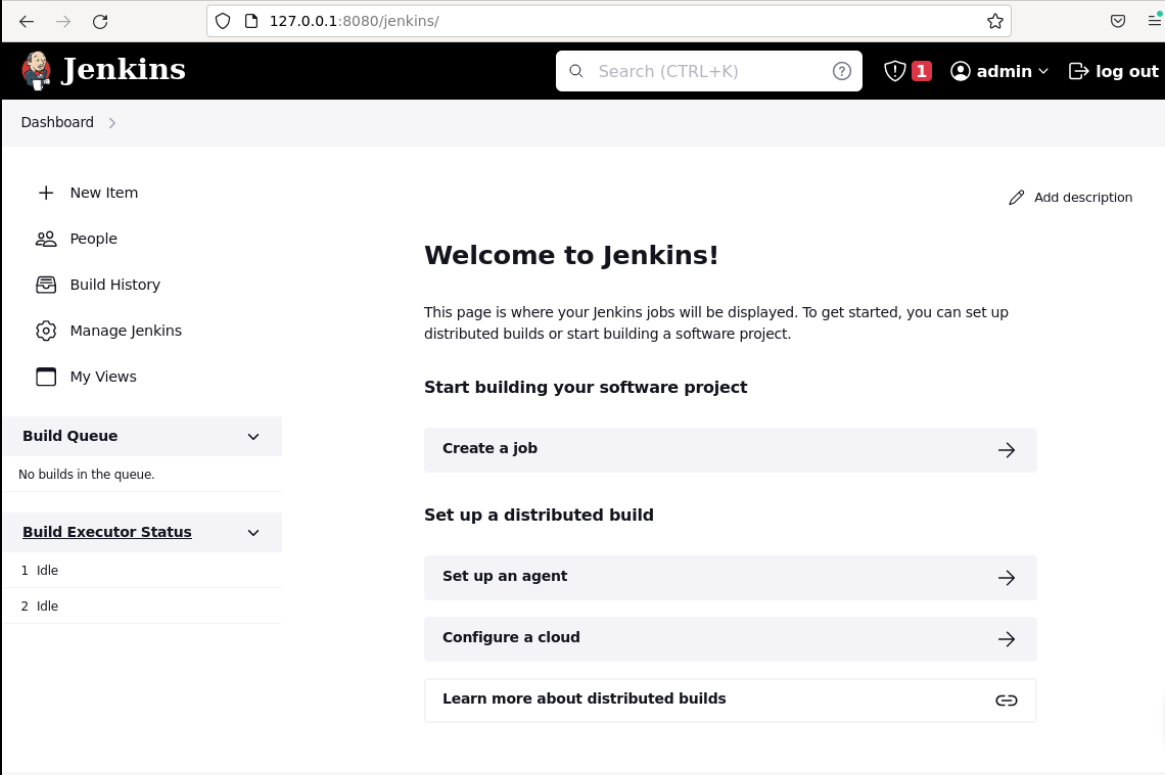 127.0.0.1:8080/jenkins/
Jenkins
Search (CTRL+K)
1
admin
log out
Dashboard
New Item
People
Build History
Manage Jenkins
My Views
Build Queue
No builds in the queue.
Build Executor Status
1 Idle
2 Idle
Add description
Welcome to Jenkins!
This page is where your Jenkins jobs will be displayed. To get started, you can set up
distributed builds or start building a software project.
Start building your software project
Create a job
Set up a distributed build
Set up an agent
Configure a cloud
Learn more about distributed builds